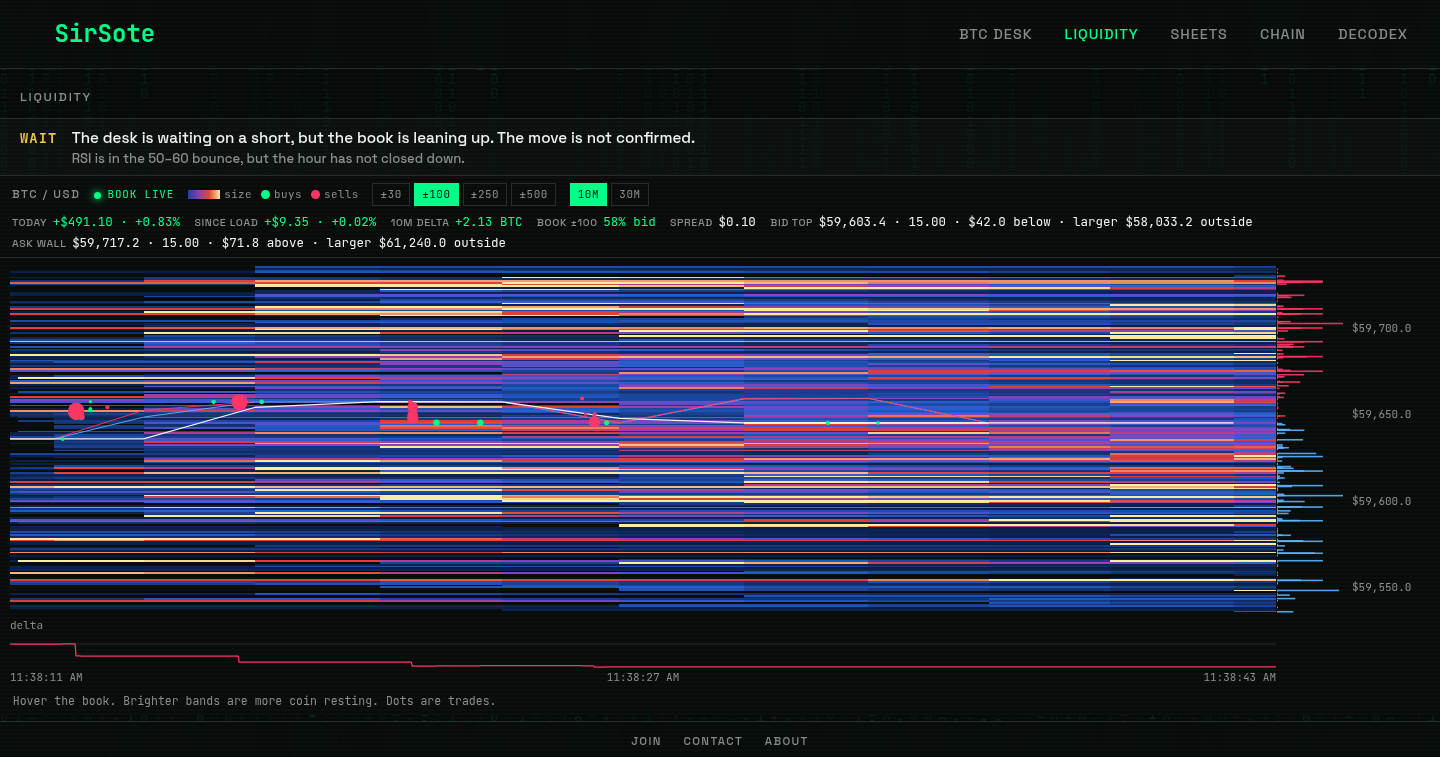 SirSote
BTC DESK LIQUIDITY SHEETS CHAIN DECODEX
LIQUIDITY
WAIT The desk is waiting on a short, but the book is leaning up. The move is not confirmed.
RSI is in the 50–60 bounce, but the hour has not closed down.
BTC / USD BOOK LIVE size buys sells ±30 ±100 ±250 ±500 10M 30M
TODAY +$491.10 · +0.83% SINCE LOAD +$9.35 · +0.02% 10M DELTA +2.13 BTC BOOK ±100 58% bid SPREAD $0.10 BID TOP $59,603.4 · 15.00 · $42.0 below · larger $58,033.2 outside
ASK WALL $59,717.2 · 15.00 · $71.8 above · larger $61,240.0 outside
$59,700.0
$59,650.0
$59,600.0
$59,550.0
delta
11:38:11 AM 11:38:27 AM 11:38:43 AM
Hover the book. Brighter bands are more coin resting. Dots are trades.
JOIN CONTACT ABOUT